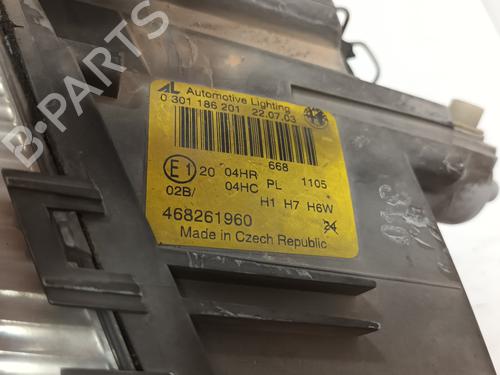 B-PARTS
AL Automotive Lighting
0 301 186 201 22.07.03
668
E1 20 04HR PL 1105
02B/ 04HC
H1 H7 H6W
468261960 24
Made in Czech Republic